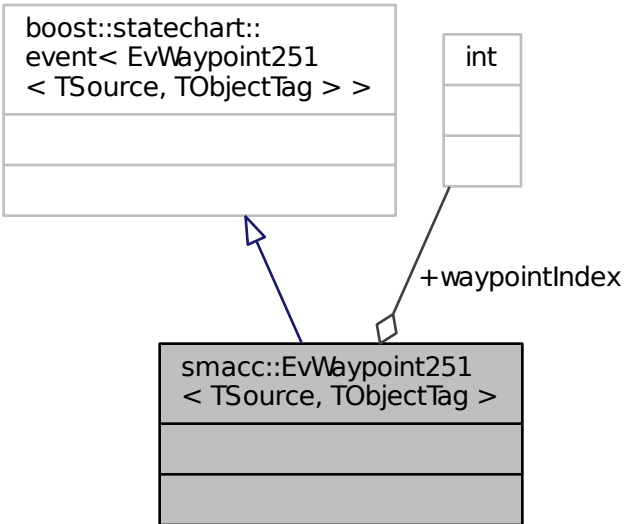 boost::statechart::
event< EvWaypoint251
< TSource, TObjectTag > >
int
+waypointIndex
smacc::EvWaypoint251
< TSource, TObjectTag >